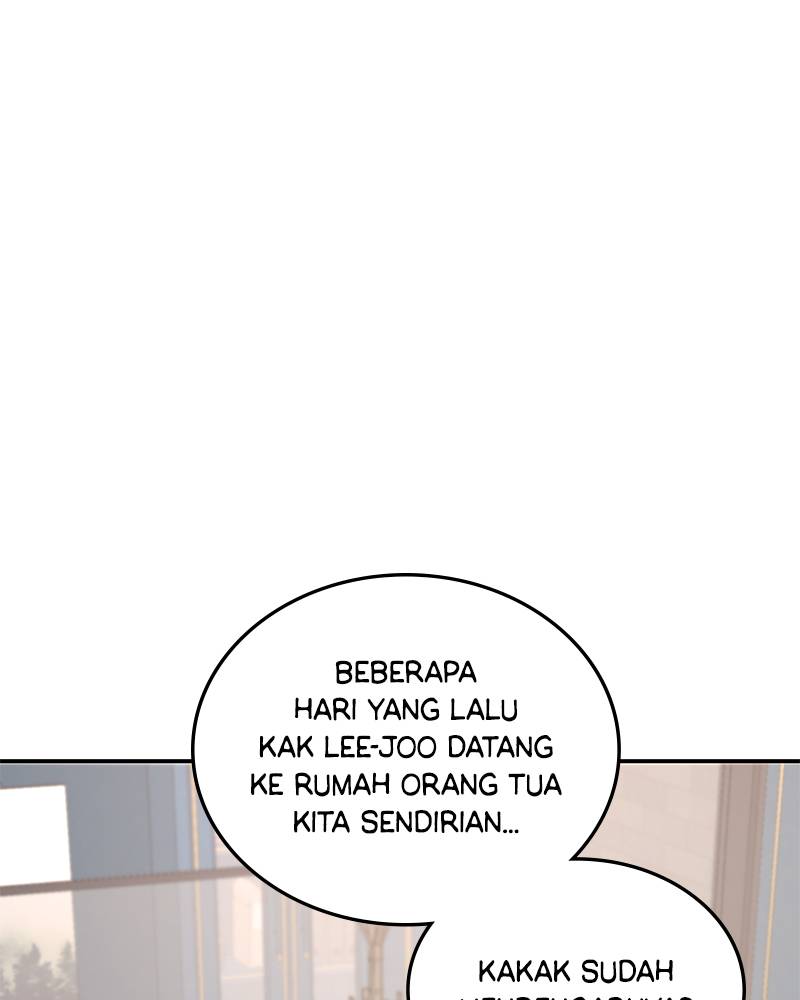 BEBERAPA
HARI YANG LALU
KAK LEE-JOO DATANG
KE RUMAH ORANG TUA
KITA SENDIRIAN...
KAKAK SUDAH